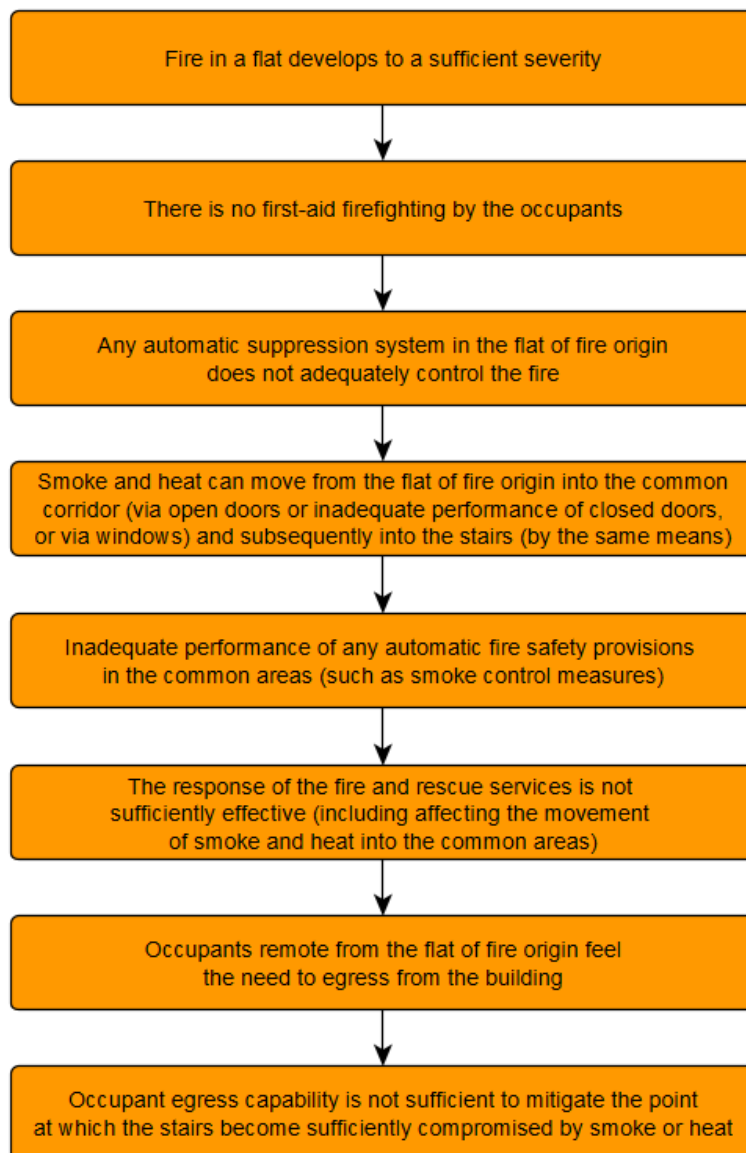 Fire in a flat develops to a sufficient severity
There is no first-aid firefighting by the occupants
Any automatic suppression system in the flat of fire origin
does not adequately control the fire
Smoke and heat can move from the flat of fire origin into the common
corridor (via open doors or inadequate performance of closed doors,
or via windows) and subsequently into the stairs (by the same means)
Inadequate performance of any automatic fire safety provisions
in the common areas (such as smoke control measures)
The response of the fire and rescue services is not
sufficiently effective (including affecting the movement
of smoke and heat into the common areas)
Occupants remote from the flat of fire origin feel
the need to egress from the building
Occupant egress capability is not sufficient to mitigate the point
at which the stairs become sufficiently compromised by smoke or heat